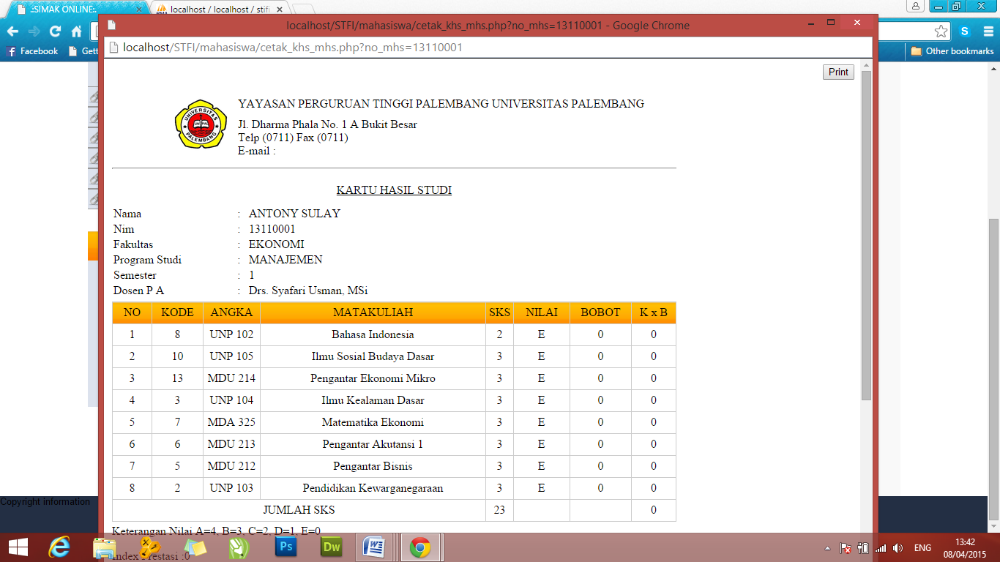 .:SIMAK ONLINE:.
localhost / localhost / stifi
localhost/STFI/mahasiswa/cetak_khs_mhs.php?no_mhs=13110001 - Google Chrome
localhost/STFI/mahasiswa/cetak_khs_mhs.php?no_mhs=13110001
Facebook
Gett
Other bookmarks
Print
UNIVERSITAS
PALEMBANG
YAYASAN PERGURUAN TINGGI PALEMBANG UNIVERSITAS PALEMBANG
Jl. Dharma Phala No. 1 A Bukit Besar
Telp (0711) Fax (0711)
E-mail :
KARTU HASIL STUDI
Nama : ANTONY SULAY
Nim : 13110001
Fakultas : EKONOMI
Program Studi : MANAJEMEN
Semester : 1
Dosen P A : Drs. Syafari Usman, MSi
NO KODE ANGKA MATAKULIAH SKS NILAI BOBOT K x B
1 8 UNP 102 Bahasa Indonesia 2 E 0 0
2 10 UNP 105 Ilmu Sosial Budaya Dasar 3 E 0 0
3 13 MDU 214 Pengantar Ekonomi Mikro 3 E 0 0
4 3 UNP 104 Ilmu Kealaman Dasar 3 E 0 0
5 7 MDA 325 Matematika Ekonomi 3 E 0 0
6 6 MDU 213 Pengantar Akutansi 1 3 E 0 0
7 5 MDU 212 Pengantar Bisnis 3 E 0 0
8 2 UNP 103 Pendidikan Kewarganegaraan 3 E 0 0
JUMLAH SKS 23 0
Keterangan Nilai A=4, B=3, C=2, D=1, E=0
Index Prestasi :0
Copyright information
Ps
Dw
ENG
13:42
08/04/2015